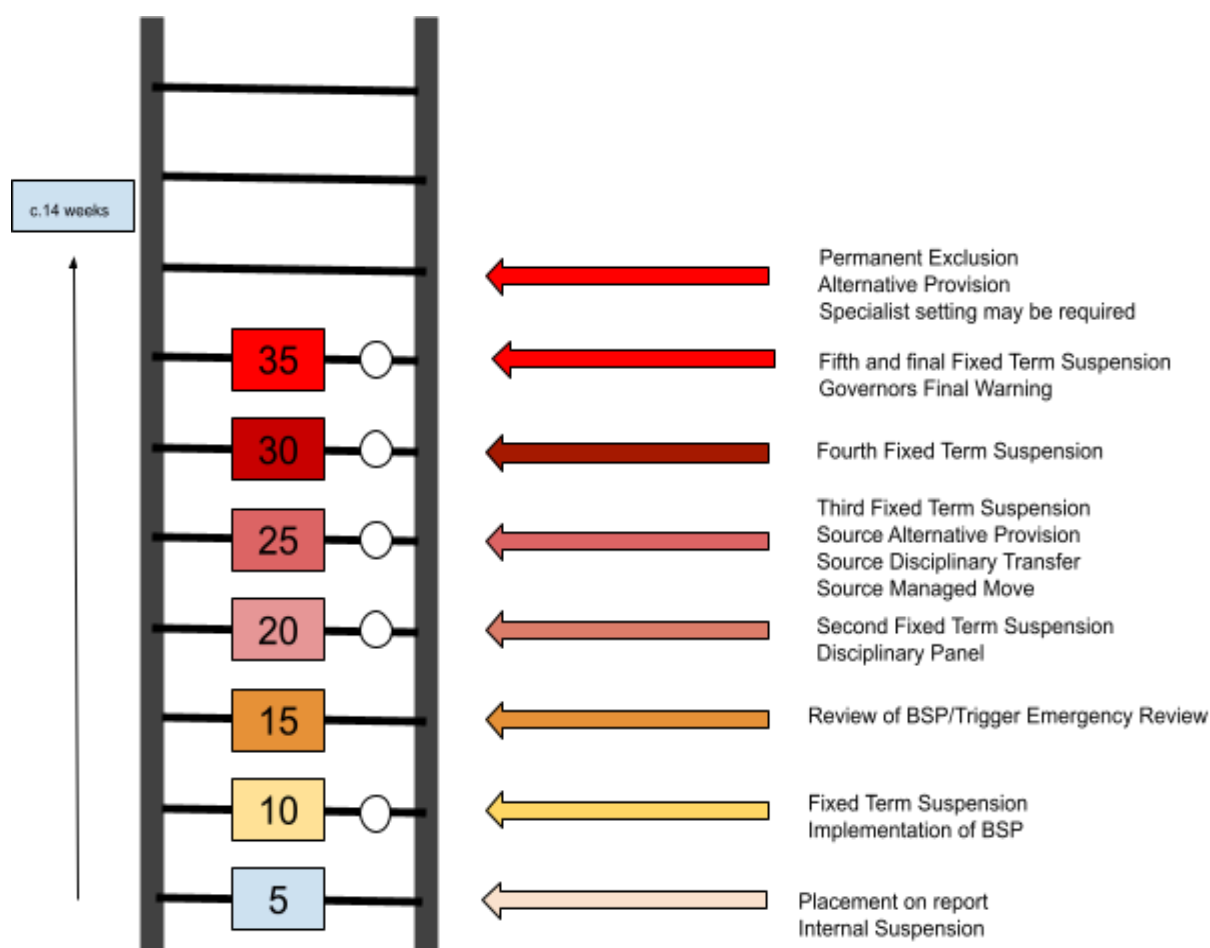 c.14 weeks
Permanent Exclusion
Alternative Provision
Specialist setting may be required
35
Fifth and final Fixed Term Suspension
Governors Final Warning
30
Fourth Fixed Term Suspension
25
Third Fixed Term Suspension
Source Alternative Provision
Source Disciplinary Transfer
Source Managed Move
20
Second Fixed Term Suspension
Disciplinary Panel
15
Review of BSP/Trigger Emergency Review
10
Fixed Term Suspension
Implementation of BSP
5
Placement on report
Internal Suspension